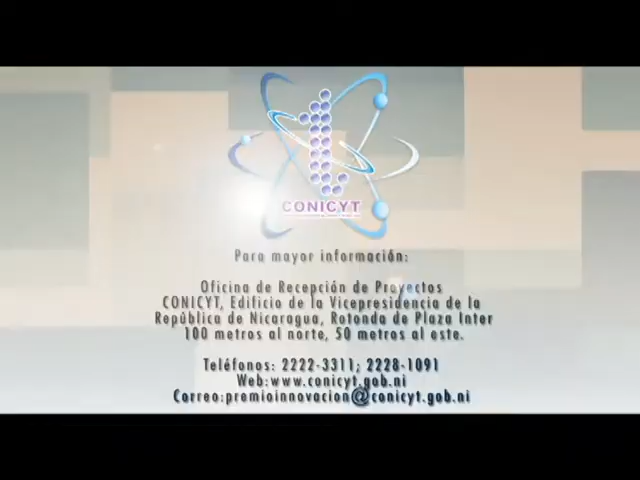 CONICYT
Para mayor información:
Oficina de Recepción de Proyectos
CONICYT, Edificio de la Vicepresidencia de la
República de Nicaragua, Rotonda de Plaza Inter
100 metros al norte, 50 metros al este.
Teléfonos: 2222-3311; 2228-1091
Web:www.conicyt.gob.ni
Correo:premioinnovacion@conicyt.gob.ni